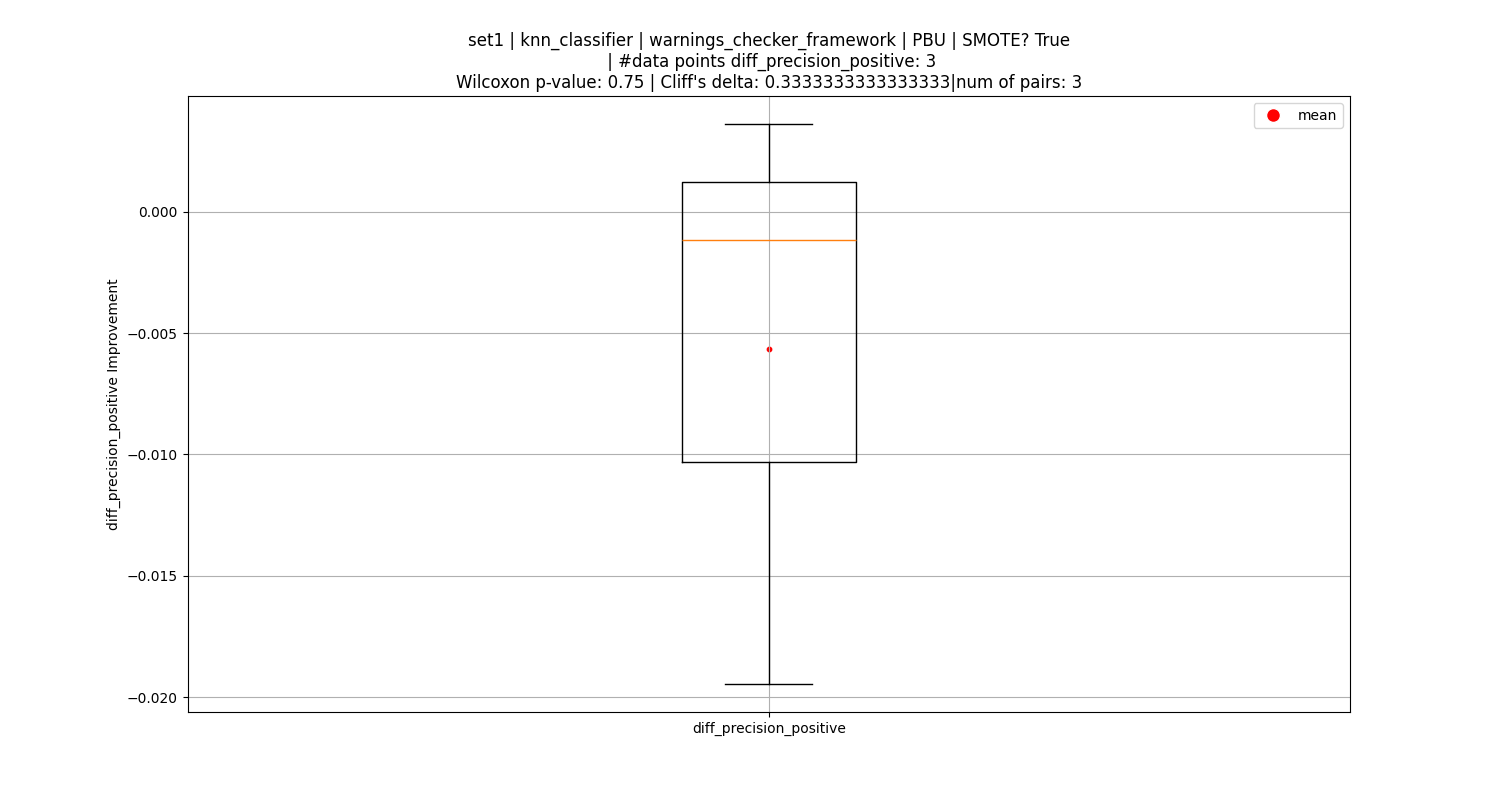 set1 | knn_classifier | warnings_checker_framework | PBU | SMOTE? True
| #data points diff_precision_positive: 3
Wilcoxon p-value: 0.75 | Cliff's delta: 0.3333333333333333|num of pairs: 3
mean
0.000
−0.005
−0.010
−0.015
−0.020
diff_precision_positive Improvement
diff_precision_positive